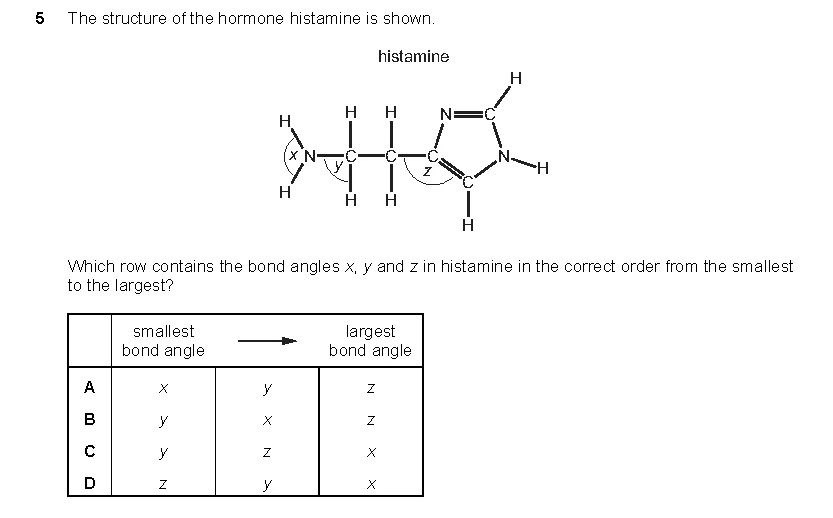 5 The structure of the hormone histamine is shown.
histamine
H
H H H N C
x N C C C N H
y z C
H H H
H
Which row contains the bond angles x, y and z in histamine in the correct order from the smallest
to the largest?
smallest largest
bond angle bond angle
A x y z
B y x z
C y z x
D z y x